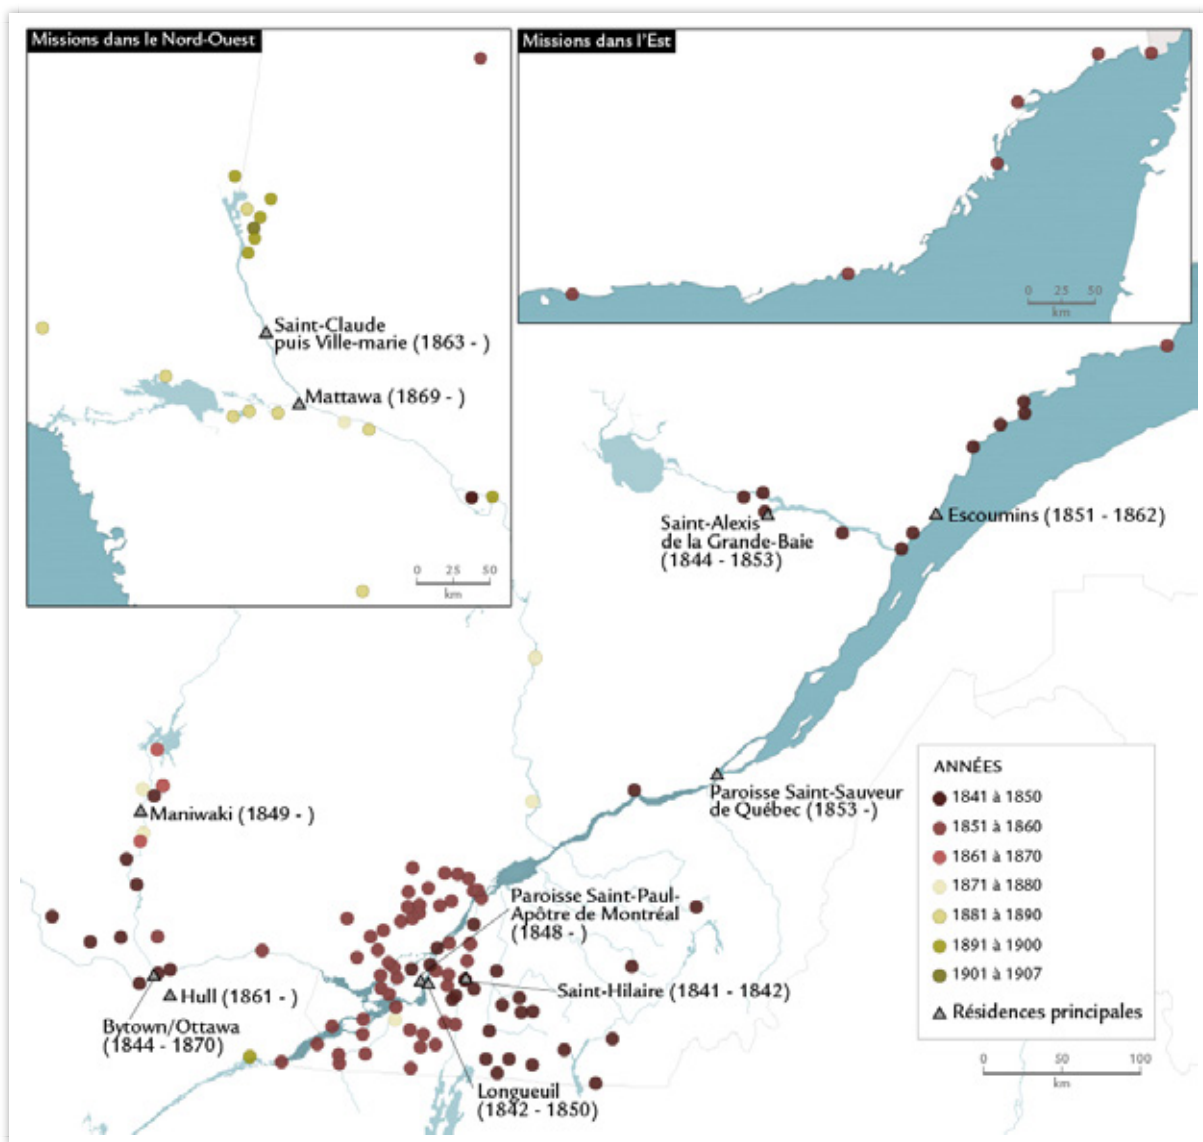 Missions dans le Nord-Ouest
Saint-Claude
puis Ville-marie (1863 - )
Mattawa (1869 - )
0 25 50
km
Missions dans l'Est
0 25 50
km
Saint-Alexis
de la Grande-Baie
(1844 - 1853)
Escoumins (1851 - 1862)
Maniwaki (1849 - )
Paroisse Saint-Sauveur
de Québec (1853 -)
Paroisse Saint-Paul-
Apôtre de Montréal
(1848 - )
Saint-Hilaire (1841 - 1842)
Hull (1861 - )
Bytown/Ottawa
(1844 - 1870)
Longueuil
(1842 - 1850)
ANNÉES
1841 à 1850
1851 à 1860
1861 à 1870
1871 à 1880
1881 à 1890
1891 à 1900
1901 à 1907
Résidences principales
0 50 100
km